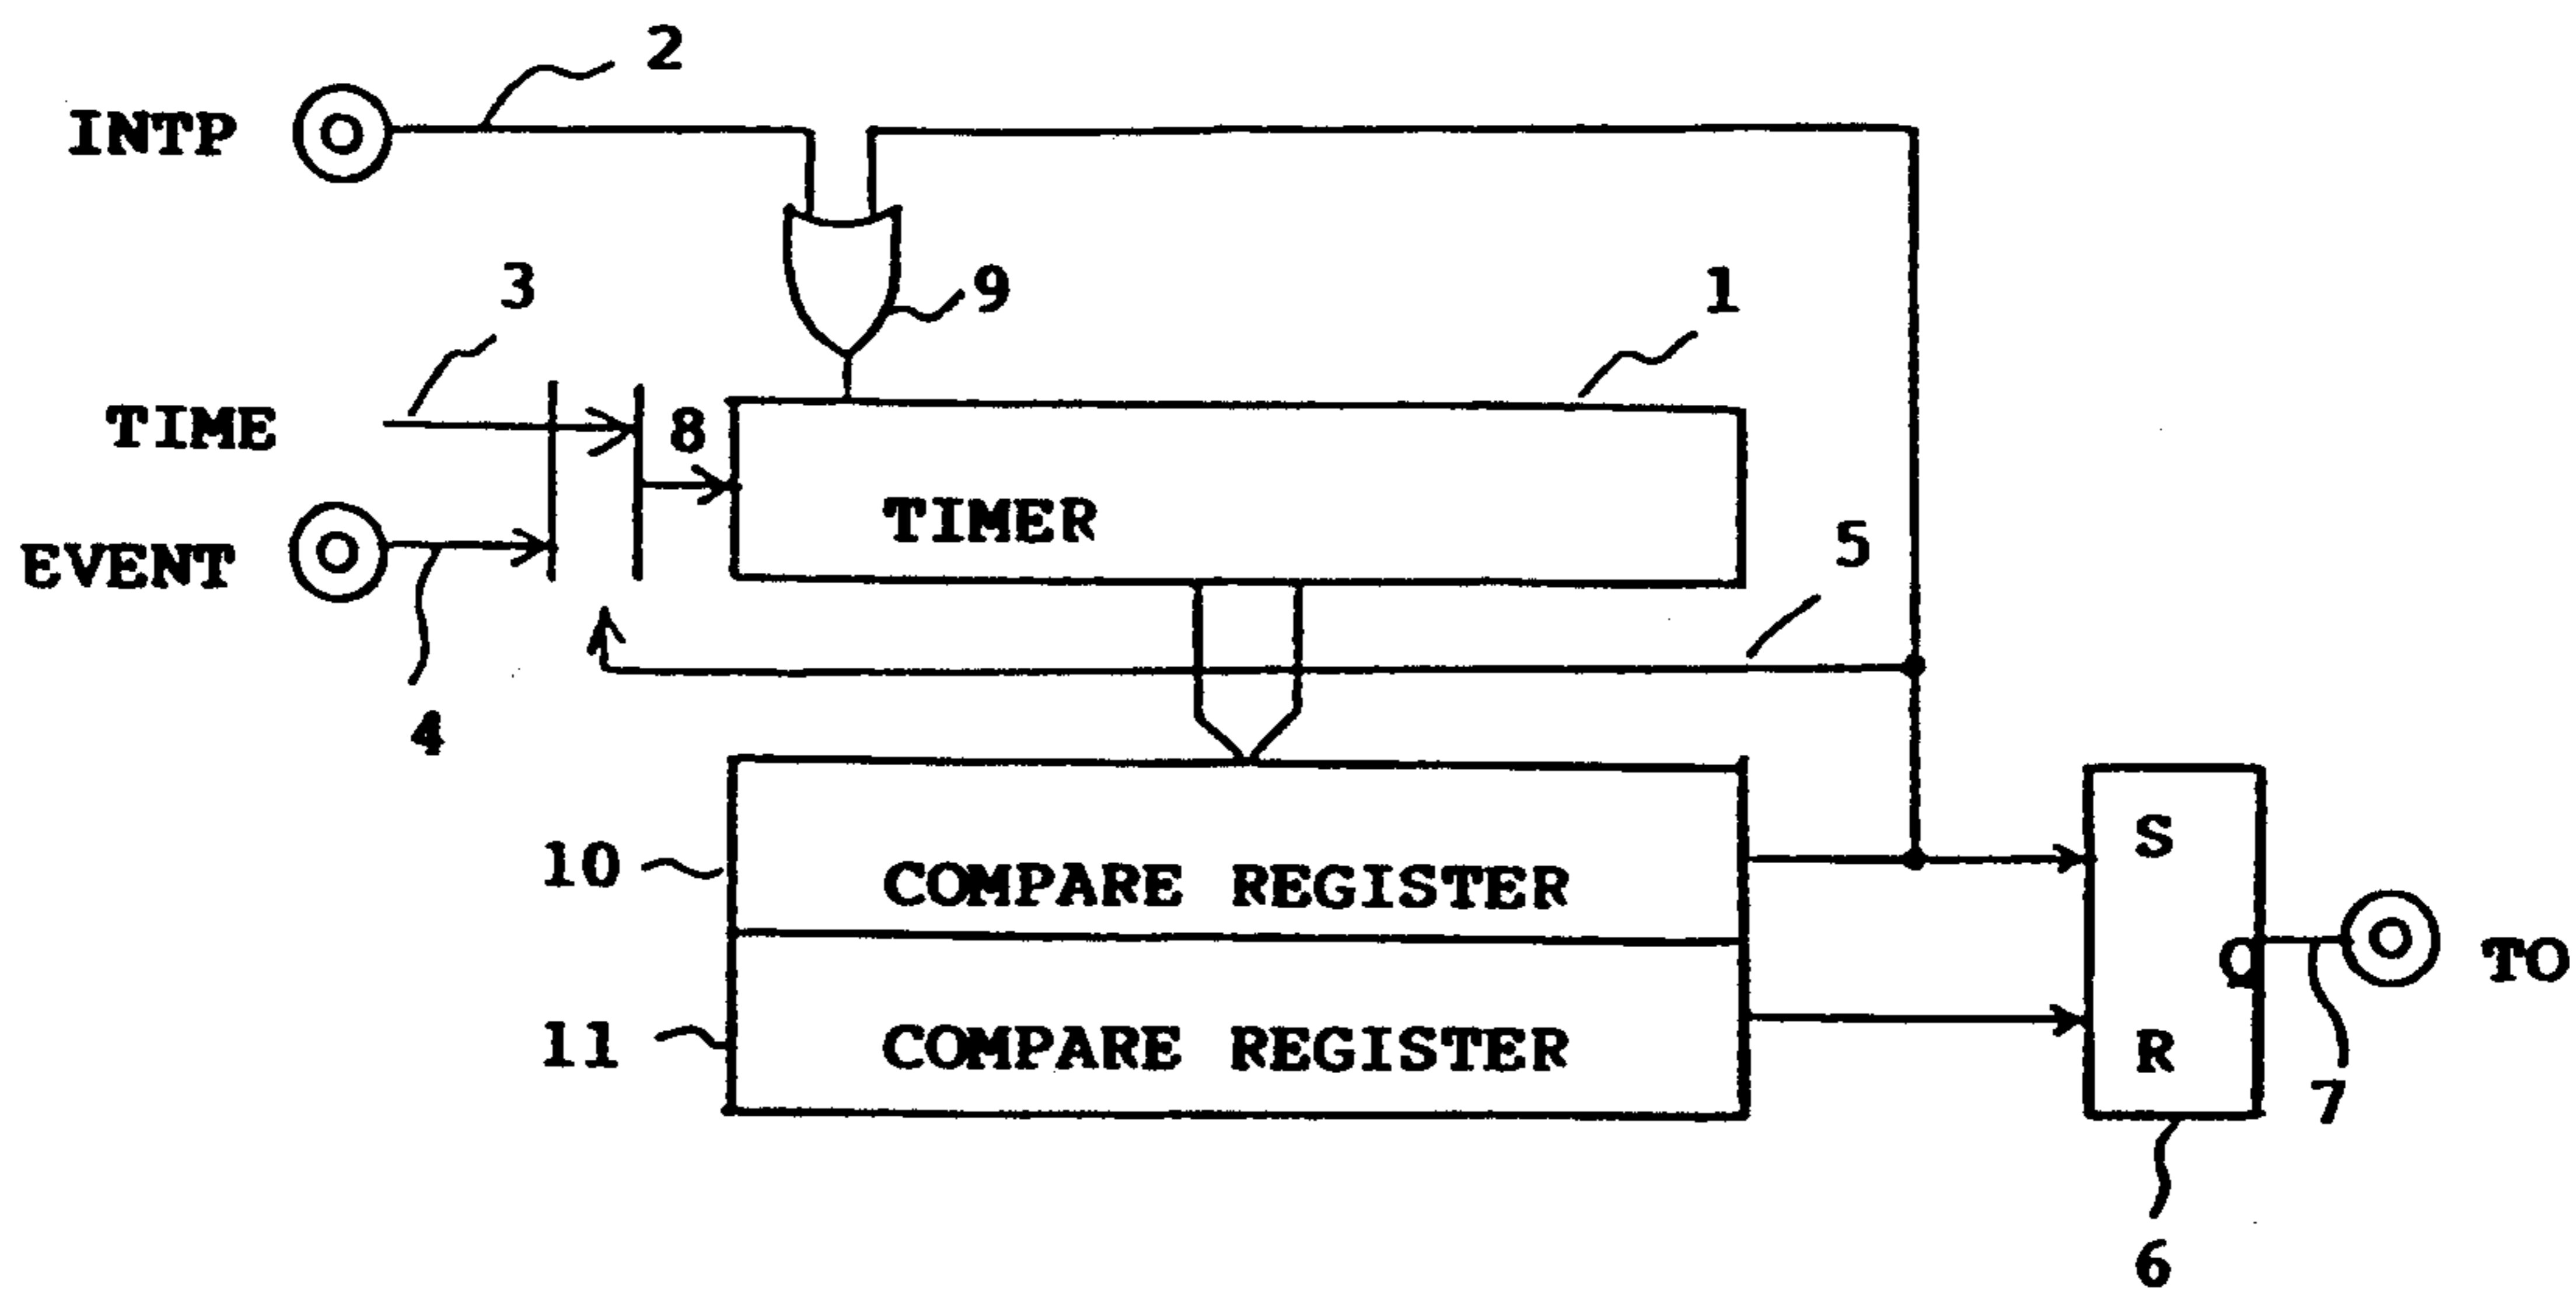 2
INTP
9
3
1
TIME
8
TIMER
5
EVENT
4
10
COMPARE REGISTER
S
Q
TO
11
COMPARE REGISTER
R
7
6